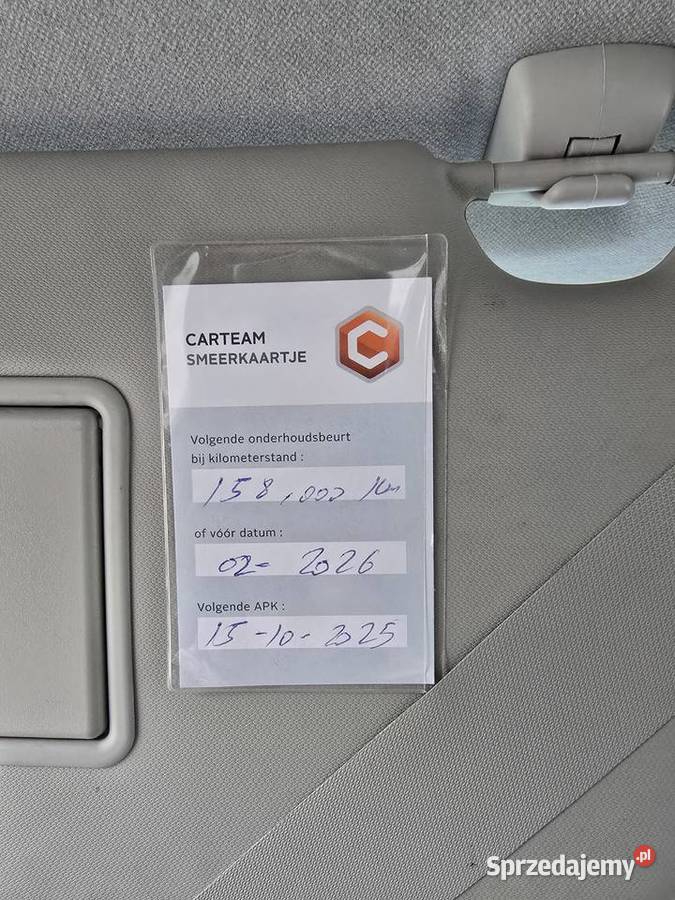 CARTEAM
SMEERKAARTJE
C
Volgende onderhoudsbeurt
bij kilometerstand :
158,000 Km
of vóór datum :
02- 2026
Volgende APK :
15-10-2025
Sprzedajemy.pl